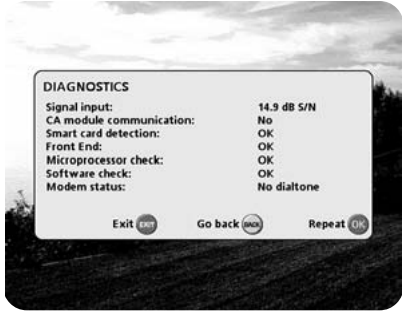 DIAGNOSTICS
Signal input: 14.9 dB S/N
CA module communication: No
Smart card detection: OK
Front End: OK
Microprocessor check: OK
Software check: OK
Modem status: No dialtone
Exit EXIT Go back BACK Repeat OK